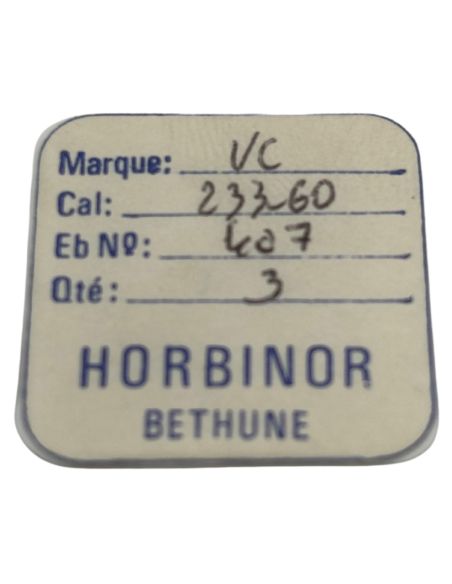 Marque: VC
Cal: 233-60
Eb Nº: 407
Qté: 3
HORBINOR
BETHUNE